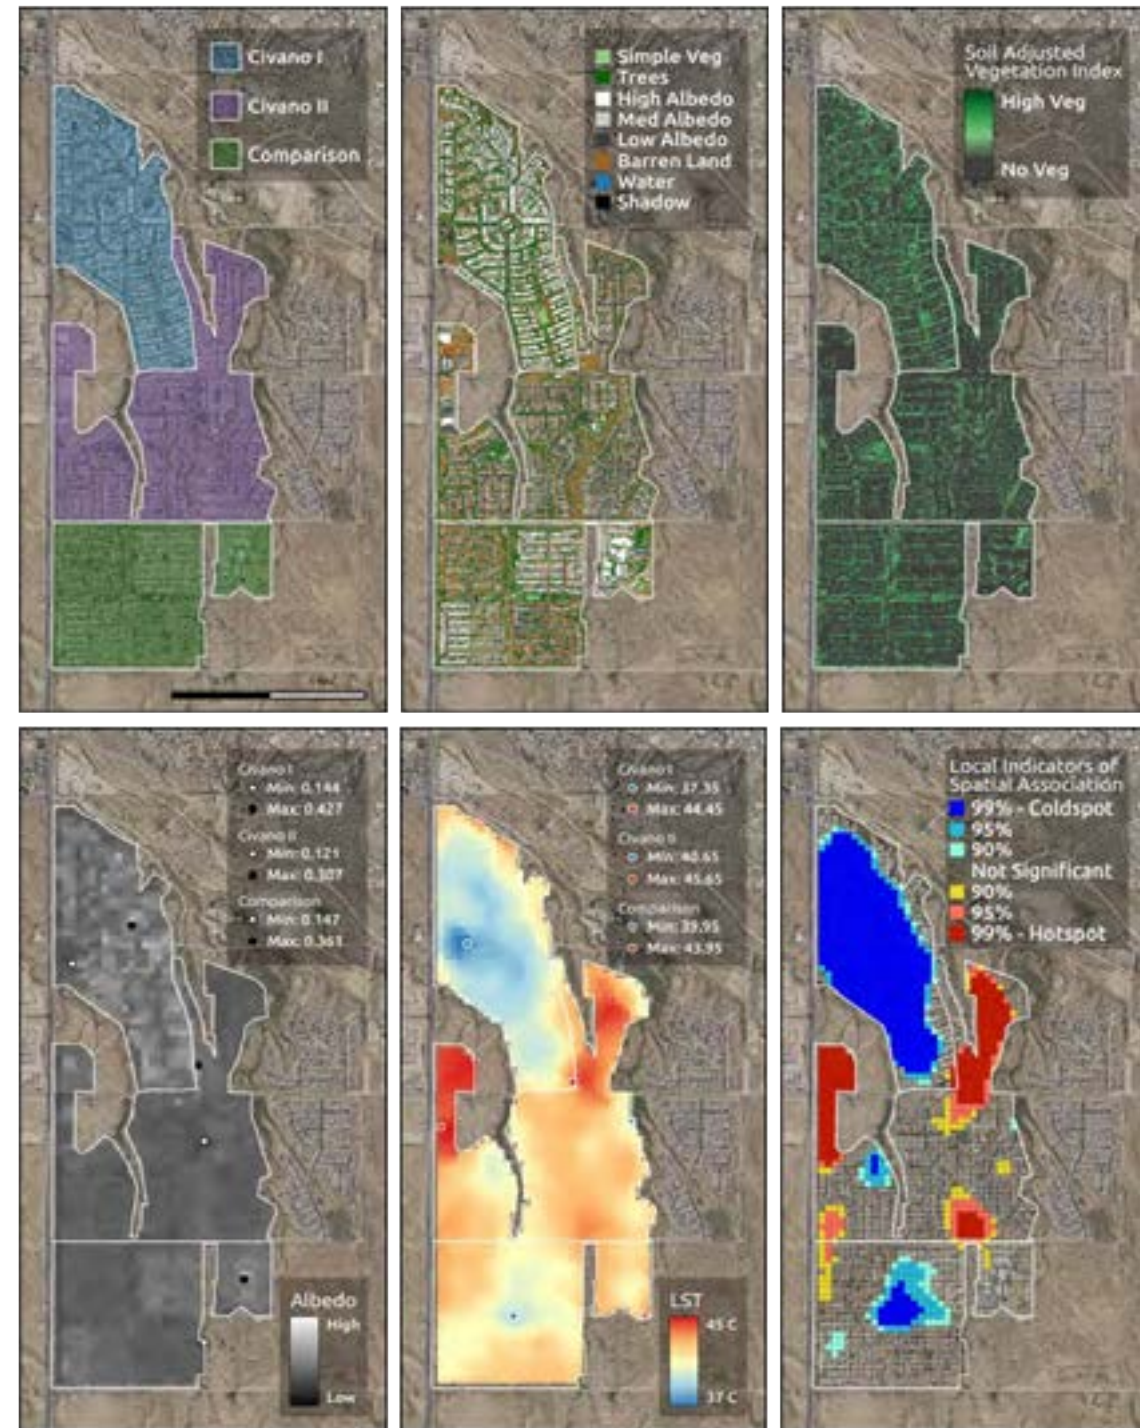 Civano I
Civano II
Comparison
Simple Veg
Trees
High Albedo
Med Albedo
Low Albedo
Barren Land
Water
Shadow
Soil Adjusted
Vegetation Index
High Veg
No Veg
Civano I
Min: 0.144
Max: 0.427
Civano II
Min: 0.121
Max: 0.307
Comparison
Min: 0.147
Max: 0.361
Albedo
High
Low
Civano I
Min: 37.35
Max: 44.45
Civano II
Min: 40.65
Max: 45.65
Comparison
Min: 39.95
Max: 43.95
LST
45 C
37 C
Local Indicators of
Spatial Association
99% - Coldspot
95%
90%
Not Significant
90%
95%
99% - Hotspot